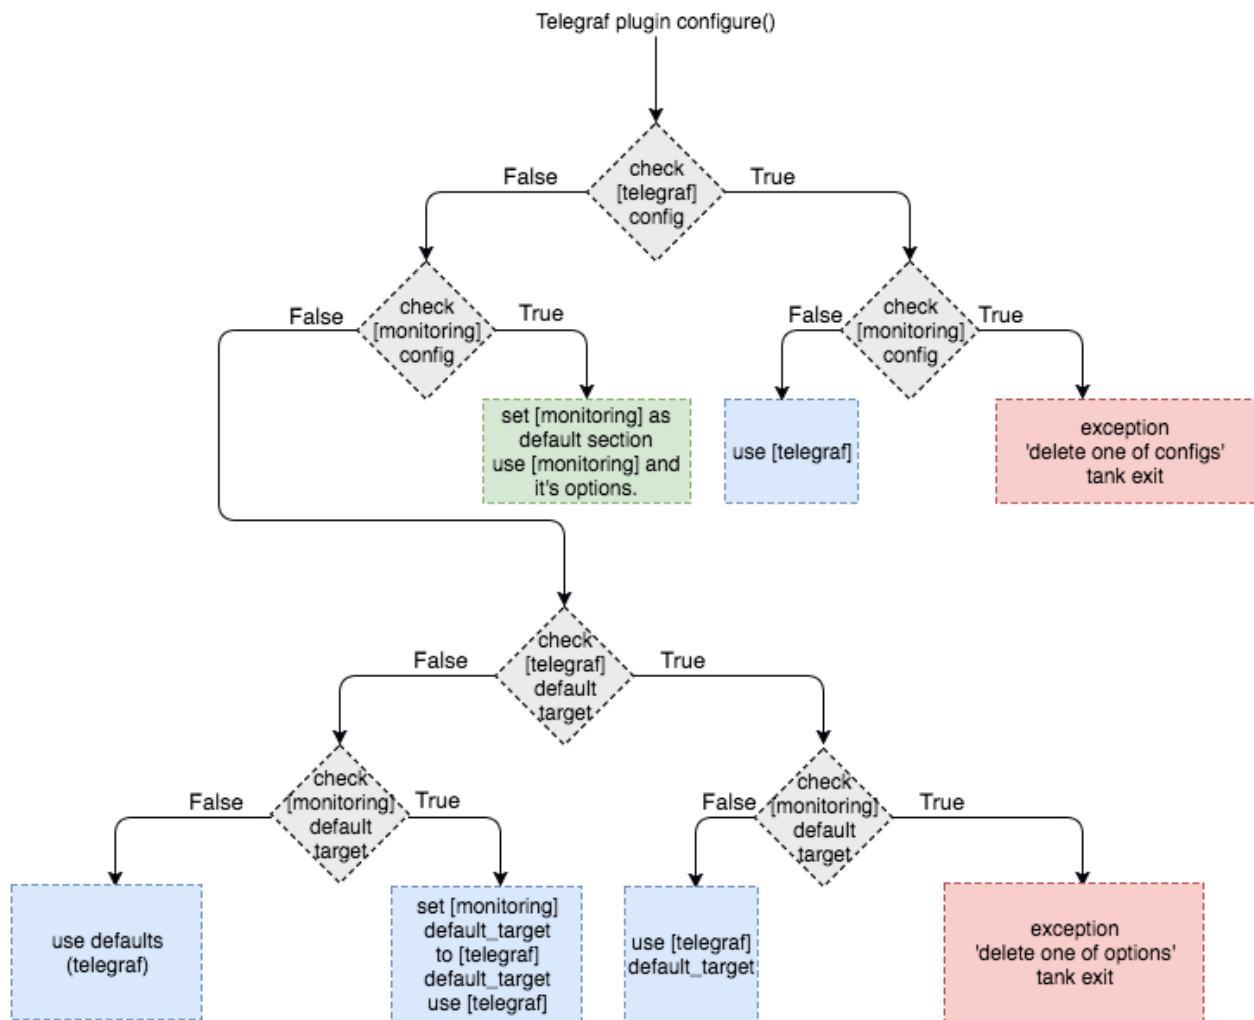 Telegraf plugin configure()
False
True
check
[telegraf]
config
False
check
[monitoring]
config
True
False
check
[monitoring]
config
True
set [monitoring] as
default section
use [monitoring] and
it's options.
use [telegraf]
exception
'delete one of configs'
tank exit
False
check
[telegraf]
default
target
True
False
check
[monitoring]
default
target
True
False
check
[monitoring]
default
target
True
use defaults
(telegraf)
set [monitoring]
default_target
to [telegraf]
default_target
use [telegraf]
use [telegraf]
default_target
exception
'delete one of options'
tank exit